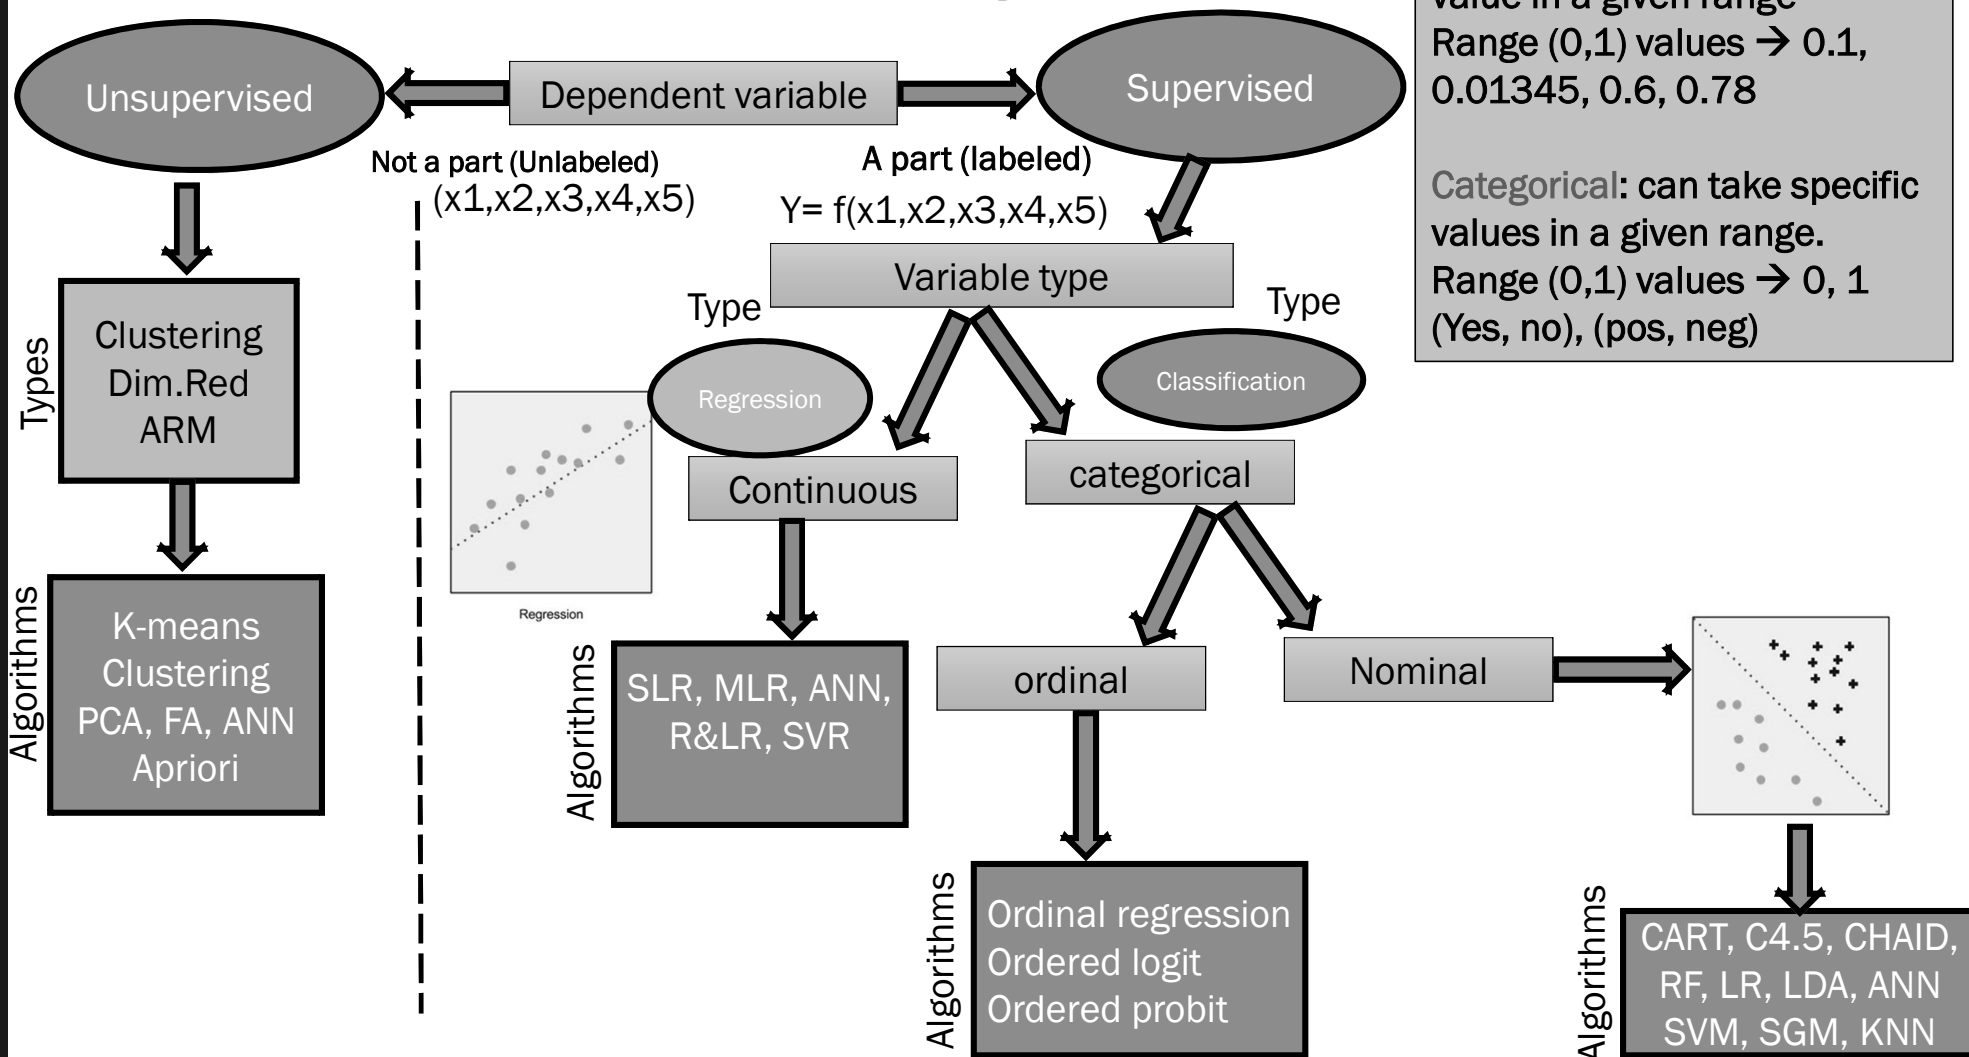 value in a given range
Range (0,1) values → 0.1,
0.01345, 0.6, 0.78
Categorical: can take specific
values in a given range.
Range (0,1) values → 0, 1
(Yes, no), (pos, neg)
Unsupervised
Dependent variable
Supervised
Not a part (Unlabeled)
(x1,x2,x3,x4,x5)
A part (labeled)
Y= f(x1,x2,x3,x4,x5)
Variable type
Type
Type
Types
Clustering
Dim.Red
ARM
Regression
Classification
Continuous
categorical
Regression
Algorithms
K-means
Clustering
PCA, FA, ANN
Apriori
Algorithms
SLR, MLR, ANN,
R&LR, SVR
ordinal
Nominal
Algorithms
Ordinal regression
Ordered logit
Ordered probit
Algorithms
CART, C4.5, CHAID,
RF, LR, LDA, ANN
SVM, SGM, KNN